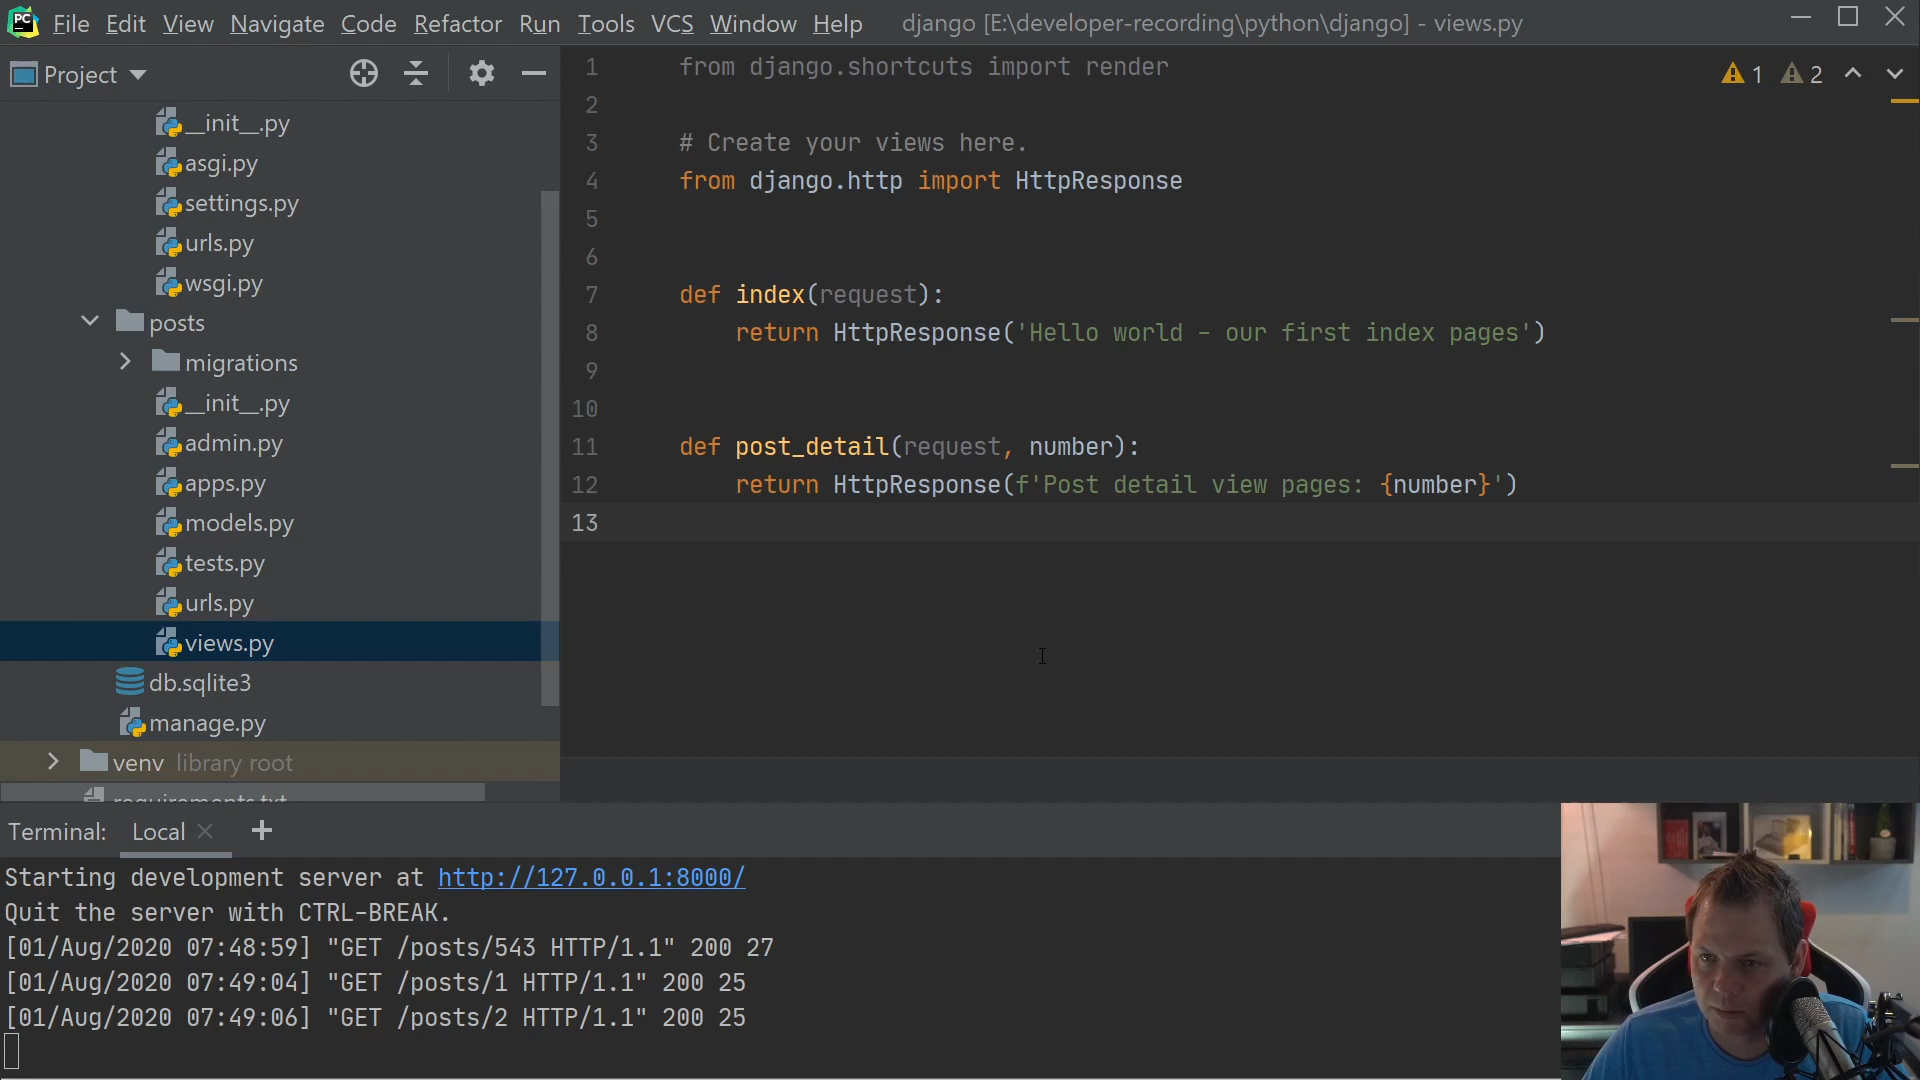 PC File Edit View Navigate Code Refactor Run Tools VCS Window Help django [E:\developer-recording\python\django] - views.py
Project
__init__.py
asgi.py
settings.py
urls.py
wsgi.py
posts
migrations
__init__.py
admin.py
apps.py
models.py
tests.py
urls.py
views.py
db.sqlite3
manage.py
venv library root
requirements.txt
1 from django.shortcuts import render
2
3 # Create your views here.
4 from django.http import HttpResponse
5
6
7 def index(request):
8 return HttpResponse('Hello world - our first index pages')
9
10
11 def post_detail(request, number):
12 return HttpResponse(f'Post detail view pages: {number}')
13
1 2
Terminal: Local
Starting development server at http://127.0.0.1:8000/
Quit the server with CTRL-BREAK.
[01/Aug/2020 07:48:59] "GET /posts/543 HTTP/1.1" 200 27
[01/Aug/2020 07:49:04] "GET /posts/1 HTTP/1.1" 200 25
[01/Aug/2020 07:49:06] "GET /posts/2 HTTP/1.1" 200 25